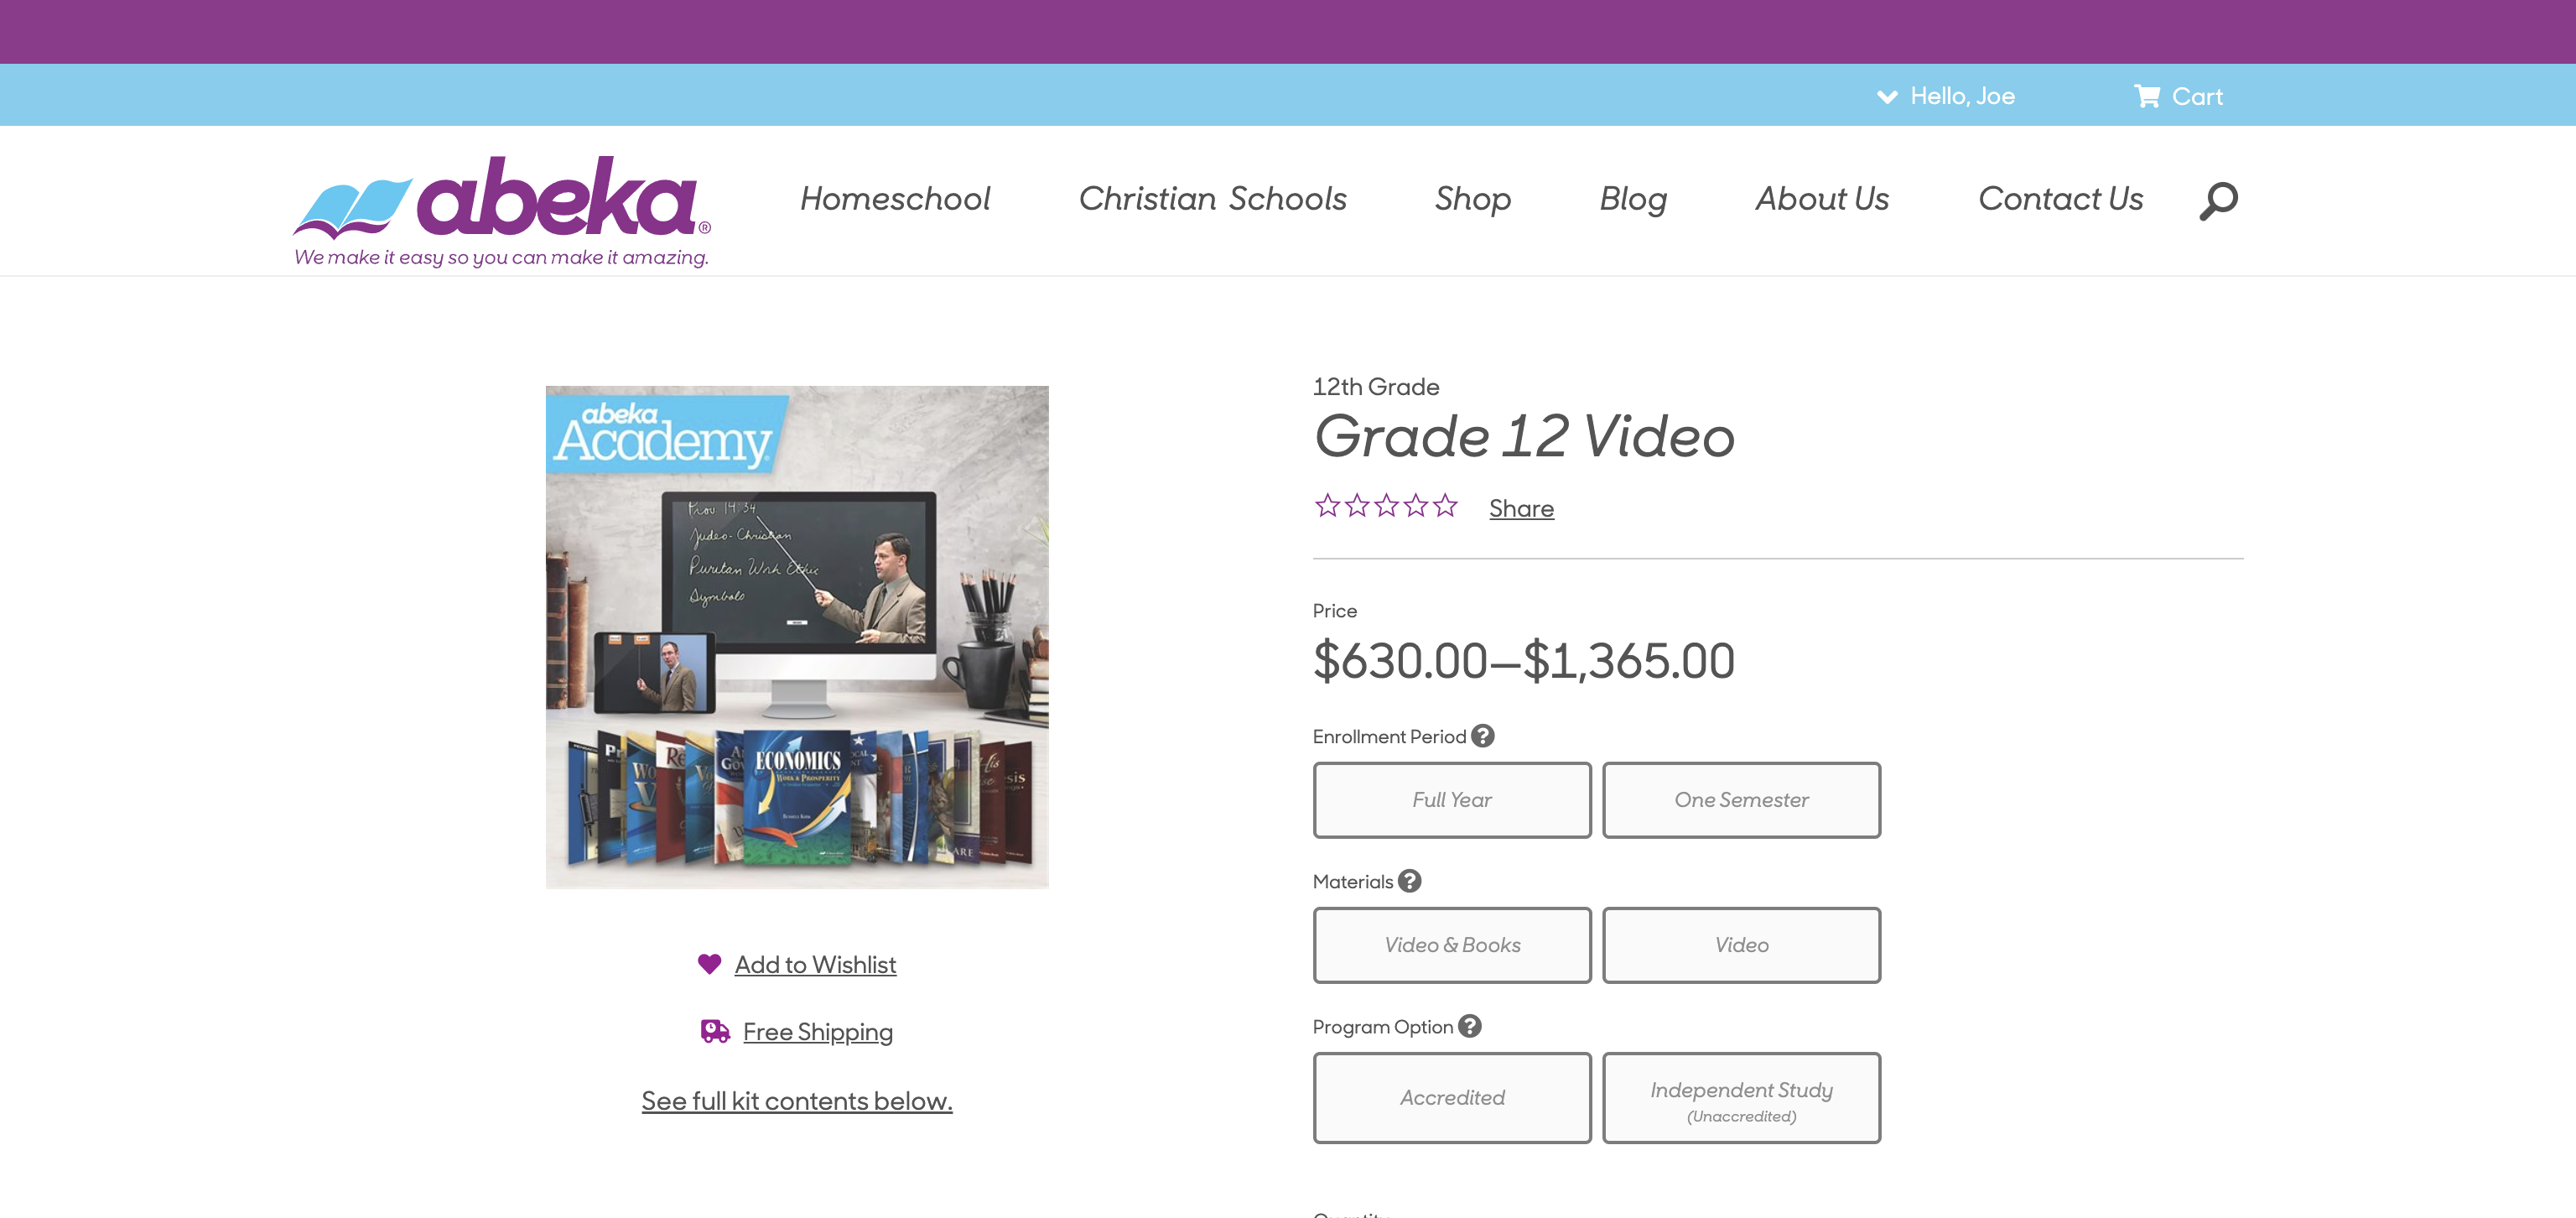 Hello, Joe
Cart
abeka®
We make it easy so you can make it amazing.
Homeschool
Christian Schools
Shop
Blog
About Us
Contact Us
abeka
Academy
Prov. 14:34
Judeo-Christian
Puritan Work Ethic
Symbols
ECONOMICS
WORK & PROSPERITY
Add to Wishlist
Free Shipping
See full kit contents below.
12th Grade
Grade 12 Video
Share
Price
$630.00–$1,365.00
Enrollment Period ?
Full Year
One Semester
Materials ?
Video & Books
Video
Program Option ?
Accredited
Independent Study
(Unaccredited)
Quantity